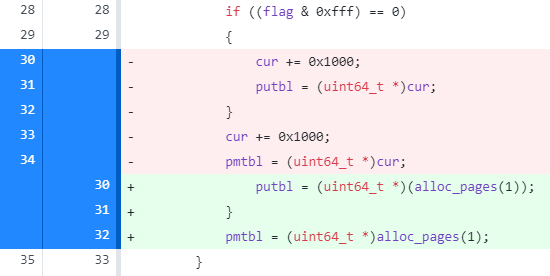 28 28 if ((flag & 0xfff) == 0)
29 29 {
30 - cur += 0x1000;
31 - putbl = (uint64_t *)cur;
32 - }
33 - cur += 0x1000;
34 - pmtbl = (uint64_t *)cur;
30 + putbl = (uint64_t *)(alloc_pages(1));
31 + }
32 + pmtbl = (uint64_t *)alloc_pages(1);
35 33 }